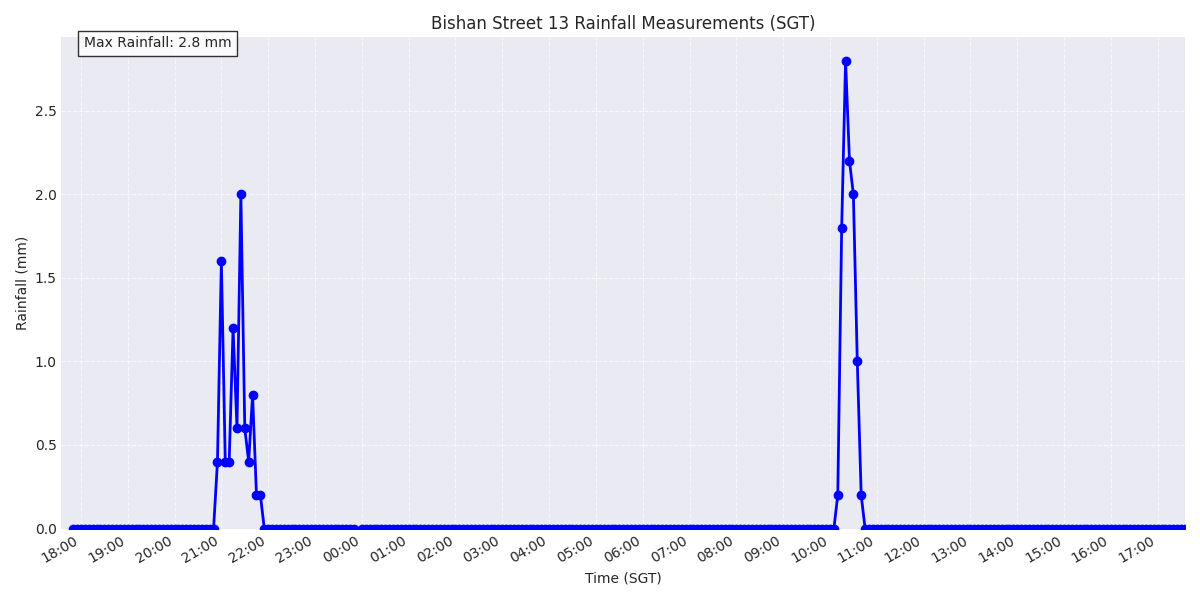 Bishan Street 13 Rainfall Measurements (SGT)
Max Rainfall: 2.8 mm
Rainfall (mm)
2.5
2.0
1.5
1.0
0.5
0.0
18:00 19:00 20:00 21:00 22:00 23:00 00:00 01:00 02:00 03:00 04:00 05:00 06:00 07:00 08:00 09:00 10:00 11:00 12:00 13:00 14:00 15:00 16:00 17:00
Time (SGT)